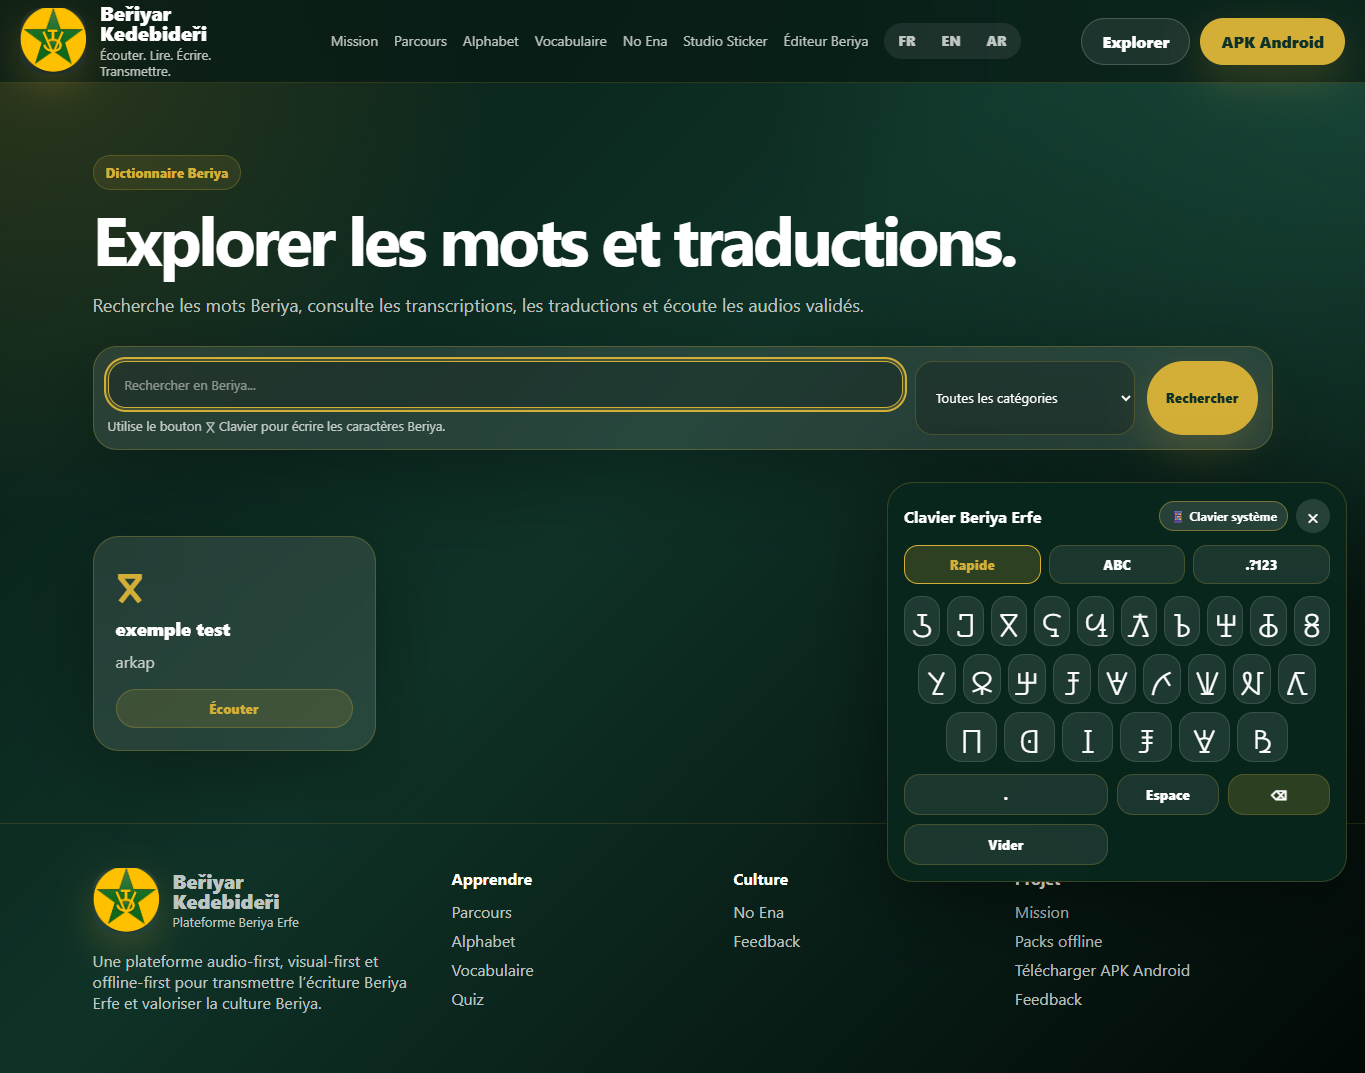 Beřiyar
Kedebideři
Écouter. Lire. Écrire.
Transmettre.
Mission Parcours Alphabet Vocabulaire No Ena Studio Sticker Éditeur Beriya FR EN AR Explorer APK Android
Dictionnaire Beriya
Explorer les mots et traductions.
Recherche les mots Beriya, consulte les transcriptions, les traductions et écoute les audios validés.
Rechercher en Beriya...
Toutes les catégories
Rechercher
Utilise le bouton Clavier pour écrire les caractères Beriya.
exemple test
arkap
Écouter
Clavier Beriya Erfe
Clavier système
×
Rapide ABC .?123
. Espace ⌫
Vider
Beřiyar
Kedebideři
Plateforme Beriya Erfe
Une plateforme audio-first, visual-first et
offline-first pour transmettre l’écriture Beriya
Erfe et valoriser la culture Beriya.
Apprendre
Parcours
Alphabet
Vocabulaire
Quiz
Culture
No Ena
Feedback
Projet
Mission
Packs offline
Télécharger APK Android
Feedback